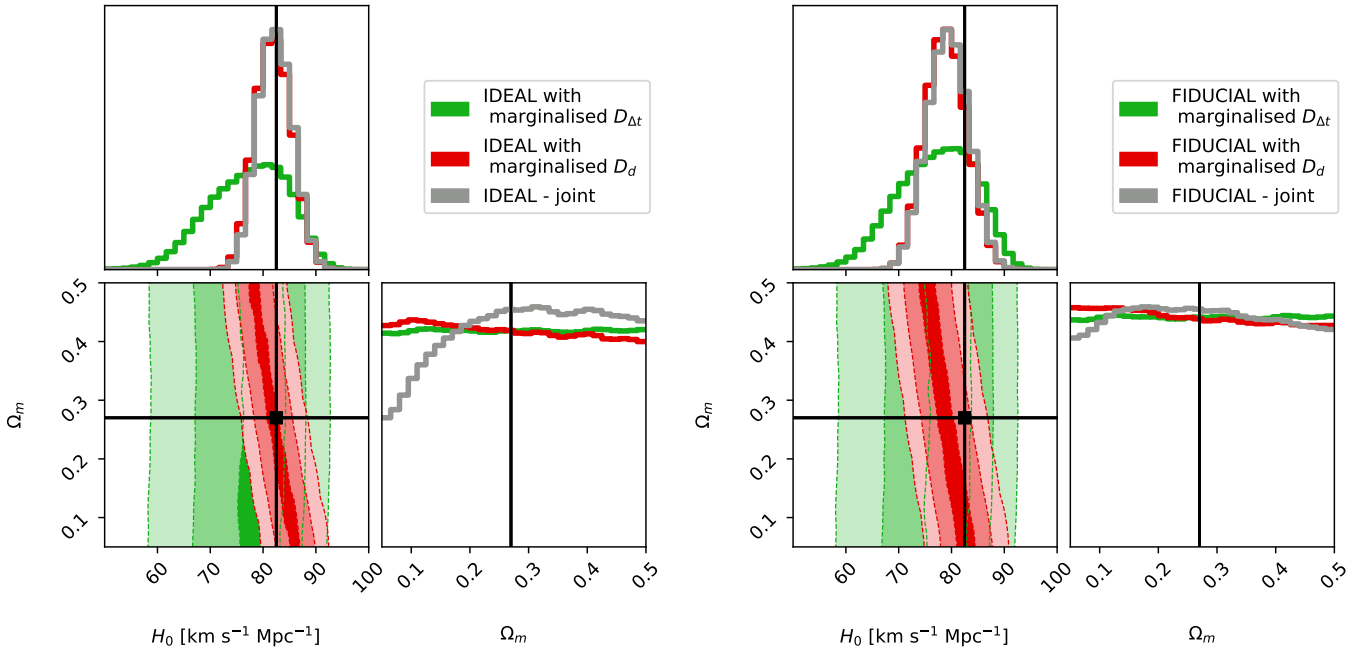 IDEAL with
marginalised $D_{\Delta t}$
IDEAL with
marginalised $D_d$
IDEAL - joint
0.5
0.4
0.3
0.2
0.1
$\Omega_m$
60
70
80
90
100
$H_0$ [km s$^{-1}$ Mpc$^{-1}$]
0.1
0.2
0.3
0.4
0.5
$\Omega_m$
FIDUCIAL with
marginalised $D_{\Delta t}$
FIDUCIAL with
marginalised $D_d$
FIDUCIAL - joint
0.5
0.4
0.3
0.2
0.1
$\Omega_m$
60
70
80
90
100
$H_0$ [km s$^{-1}$ Mpc$^{-1}$]
0.1
0.2
0.3
0.4
0.5
$\Omega_m$